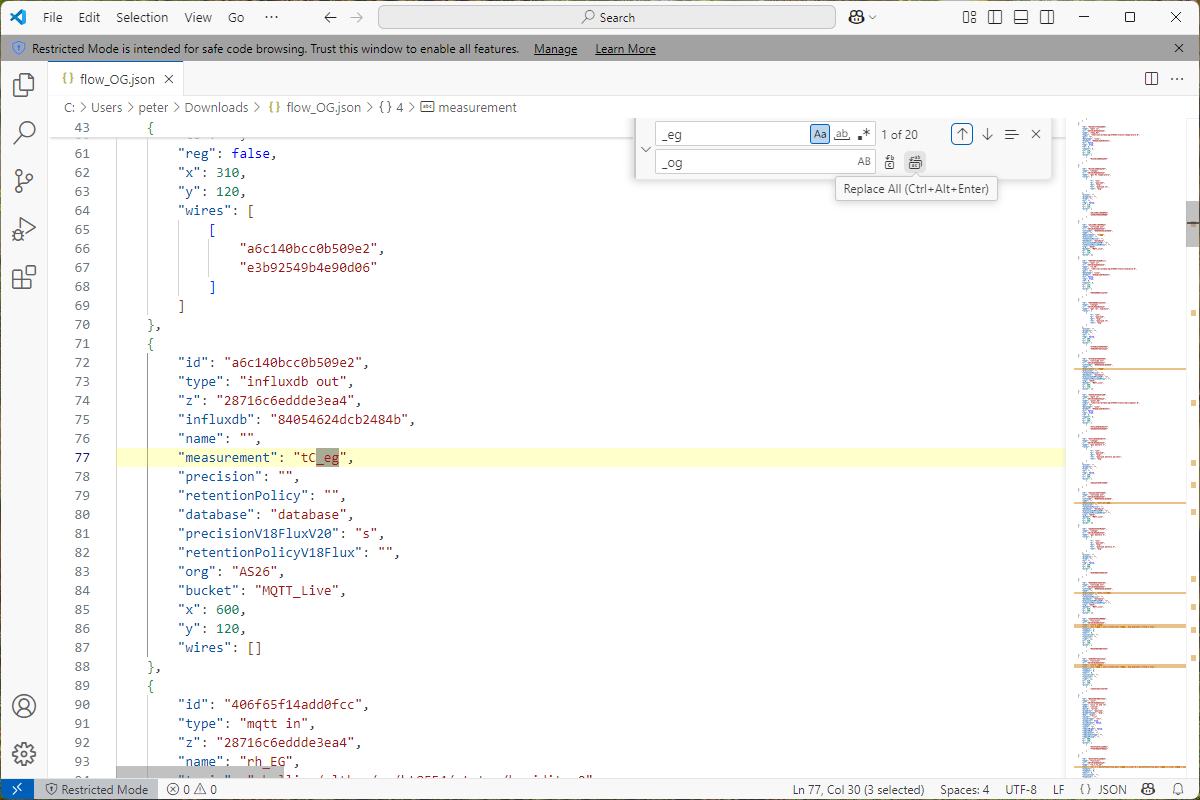 File Edit Selection View Go ··· Search
Restricted Mode is intended for safe code browsing. Trust this window to enable all features. Manage Learn More
{} flow_OG.json
C: > Users > peter > Downloads > {} flow_OG.json > {} 4 > abc measurement
_eg Aa ab .* 1 of 20
_og AB
Replace All (Ctrl+Alt+Enter)
43 {
61 "reg": false,
62 "x": 310,
63 "y": 120,
64 "wires": [
65 [
66 "a6c140bcc0b509e2",
67 "e3b92549b4e90d06"
68 ]
69 ]
70 },
71 {
72 "id": "a6c140bcc0b509e2",
73 "type": "influxdb out",
74 "z": "28716c6eddde3ea4",
75 "influxdb": "84054624dcb2484b",
76 "name": "",
77 "measurement": "tC_eg",
78 "precision": "",
79 "retentionPolicy": "",
80 "database": "database",
81 "precisionV18FluxV20": "s",
82 "retentionPolicyV18Flux": "",
83 "org": "AS26",
84 "bucket": "MQTT_Live",
85 "x": 600,
86 "y": 120,
87 "wires": []
88 },
89 {
90 "id": "406f65f14add0fcc",
91 "type": "mqtt in",
92 "z": "28716c6eddde3ea4",
93 "name": "rh_EG",
Restricted Mode 0 0 Ln 77, Col 30 (3 selected) Spaces: 4 UTF-8 LF {} JSON